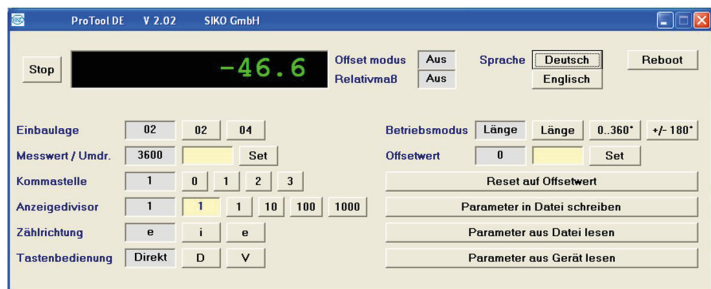 ProTool DE V 2.02 SIKO GmbH
Stop -46.6 Offset modus Aus Sprache Deutsch Reboot
Relativmaß Aus Englisch
Einbaulage 02 02 04 Betriebsmodus Länge Länge 0..360° +/- 180°
Messwert / Umdr. 3600 Set Offsetwert 0 Set
Kommastelle 1 0 1 2 3 Reset auf Offsetwert
Anzeigedivisor 1 1 1 10 100 1000 Parameter in Datei schreiben
Zählrichtung e i e Parameter aus Datei lesen
Tastenbedienung Direkt D V Parameter aus Gerät lesen